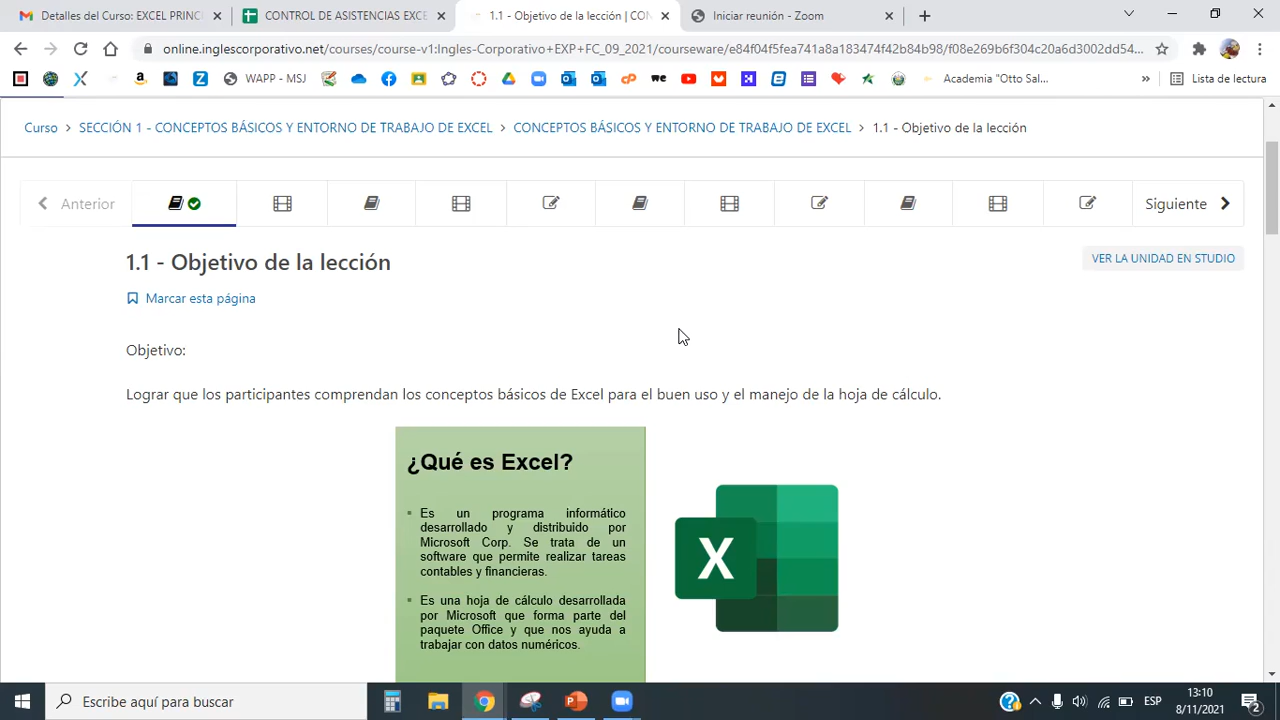 Detalles del Curso: EXCEL PRINC
CONTROL DE ASISTENCIAS EXCE
1.1 - Objetivo de la lección | CON
Iniciar reunión - Zoom
online.inglescorporativo.net/courses/course-v1:Ingles-Corporativo+EXP+FC_09_2021/courseware/e84f04f5fea741a8a183474f42b84b98/f08e269b6f304c20a6d3002dd54...
WAPP - MSJ
Academia "Otto Sal...
»
Lista de lectura
Curso > SECCIÓN 1 - CONCEPTOS BÁSICOS Y ENTORNO DE TRABAJO DE EXCEL > CONCEPTOS BÁSICOS Y ENTORNO DE TRABAJO DE EXCEL > 1.1 - Objetivo de la lección
Anterior
Siguiente
1.1 - Objetivo de la lección
VER LA UNIDAD EN STUDIO
Marcar esta página
Objetivo:
Lograr que los participantes comprendan los conceptos básicos de Excel para el buen uso y el manejo de la hoja de cálculo.
¿Qué es Excel?
Es un programa informático
desarrollado y distribuido por
Microsoft Corp. Se trata de un
software que permite realizar tareas
contables y financieras.
Es una hoja de cálculo desarrollada
por Microsoft que forma parte del
paquete Office y que nos ayuda a
trabajar con datos numéricos.
X
Escribe aquí para buscar
ESP
13:10
8/11/2021
2